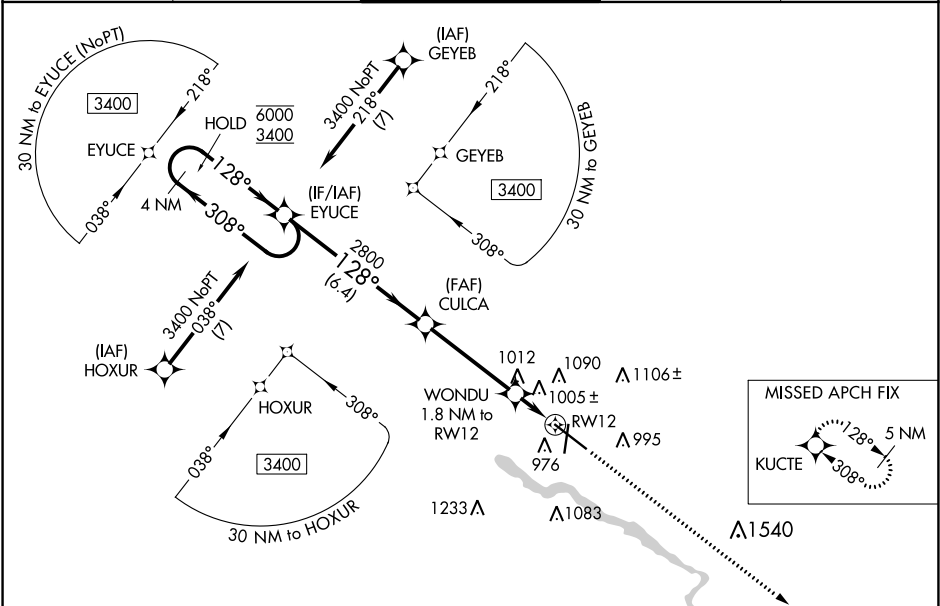 30 NM to EYUCE (NoPT)
3400
218°
EYUCE
038°
HOLD
6000
3400
128°
4 NM
308°
(IF/IAF)
EYUCE
(IAF)
GEYEB
3400 NoPT
218°
(7)
218°
GEYEB
3400
308°
30 NM to GEYEB
2800
128°
(6.4)
(FAF)
CULCA
3400 NoPT
038°
(7)
(IAF)
HOXUR
HOXUR
308°
038°
3400
30 NM to HOXUR
1012
1090
1106±
1005±
WONDU
1.8 NM to
RW12
RW12
995
976
1233
1083
1540
MISSED APCH FIX
128°
5 NM
KUCTE
308°